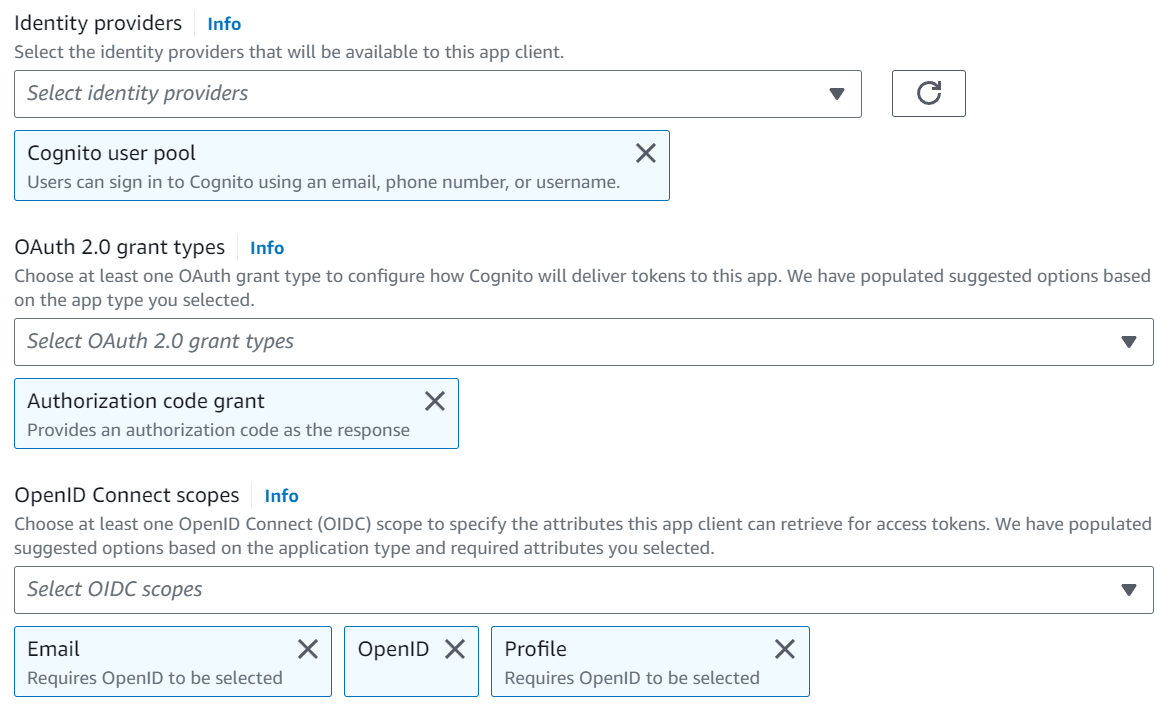 Identity providers Info
Select the identity providers that will be available to this app client.
Select identity providers
Cognito user pool
Users can sign in to Cognito using an email, phone number, or username.
OAuth 2.0 grant types Info
Choose at least one OAuth grant type to configure how Cognito will deliver tokens to this app. We have populated suggested options based
on the app type you selected.
Select OAuth 2.0 grant types
Authorization code grant
Provides an authorization code as the response
OpenID Connect scopes Info
Choose at least one OpenID Connect (OIDC) scope to specify the attributes this app client can retrieve for access tokens. We have populated
suggested options based on the application type and required attributes you selected.
Select OIDC scopes
Email
Requires OpenID to be selected
OpenID
Profile
Requires OpenID to be selected